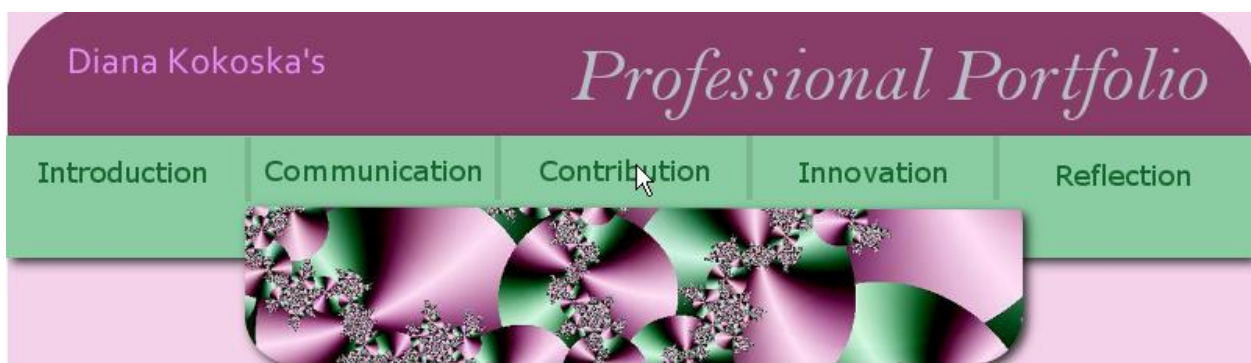 Diana Kokoska's
Professional Portfolio
Introduction
Communication
Contribution
Innovation
Reflection